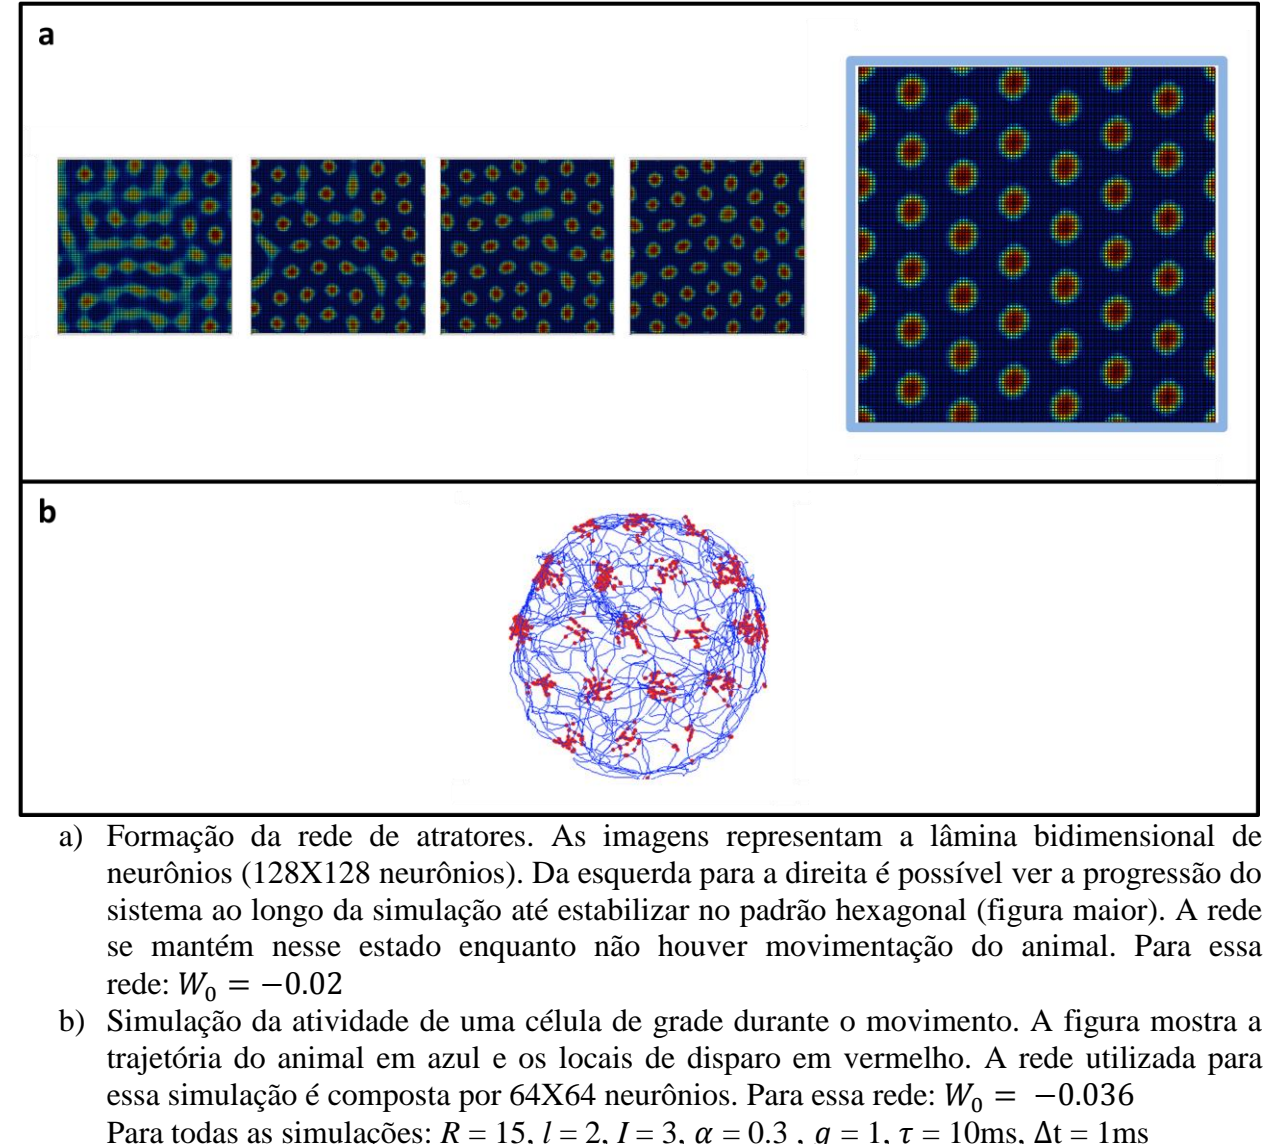 a
b
a) Formação da rede de atratores. As imagens representam a lâmina bidimensional de
neurônios (128X128 neurônios). Da esquerda para a direita é possível ver a progressão do
sistema ao longo da simulação até estabilizar no padrão hexagonal (figura maior). A rede
se mantém nesse estado enquanto não houver movimentação do animal. Para essa
rede: W₀ = −0.02
b) Simulação da atividade de uma célula de grade durante o movimento. A figura mostra a
trajetória do animal em azul e os locais de disparo em vermelho. A rede utilizada para
essa simulação é composta por 64X64 neurônios. Para essa rede: W₀ = −0.036
Para todas as simulações: R = 15, l = 2, I = 3, α = 0.3 , g = 1, τ = 10ms, Δt = 1ms